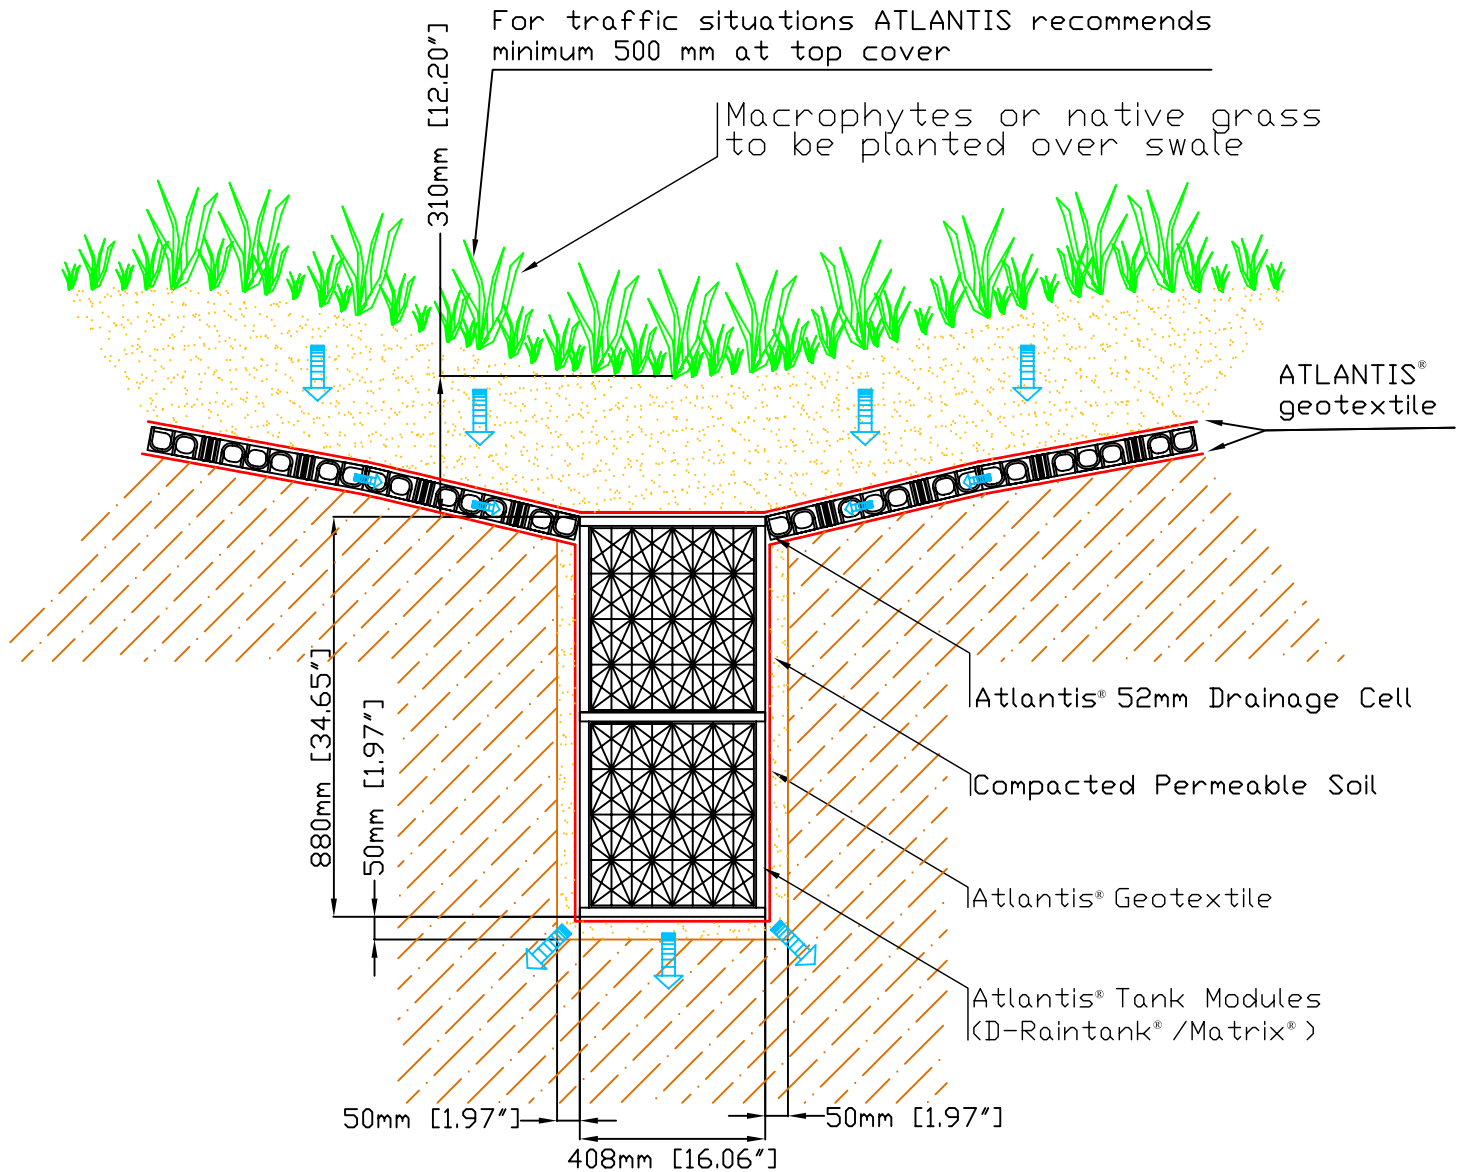 For traffic situations ATLANTIS recommends
minimum 500 mm at top cover
310mm [12.20"]
Macrophytes or native grass
to be planted over swale
ATLANTIS®
geotextile
880mm [34.65"]
50mm [1.97"]
Atlantis® 52mm Drainage Cell
Compacted Permeable Soil
Atlantis® Geotextile
Atlantis® Tank Modules
(D-Raintank® /Matrix® )
50mm [1.97"]
50mm [1.97"]
408mm [16.06"]